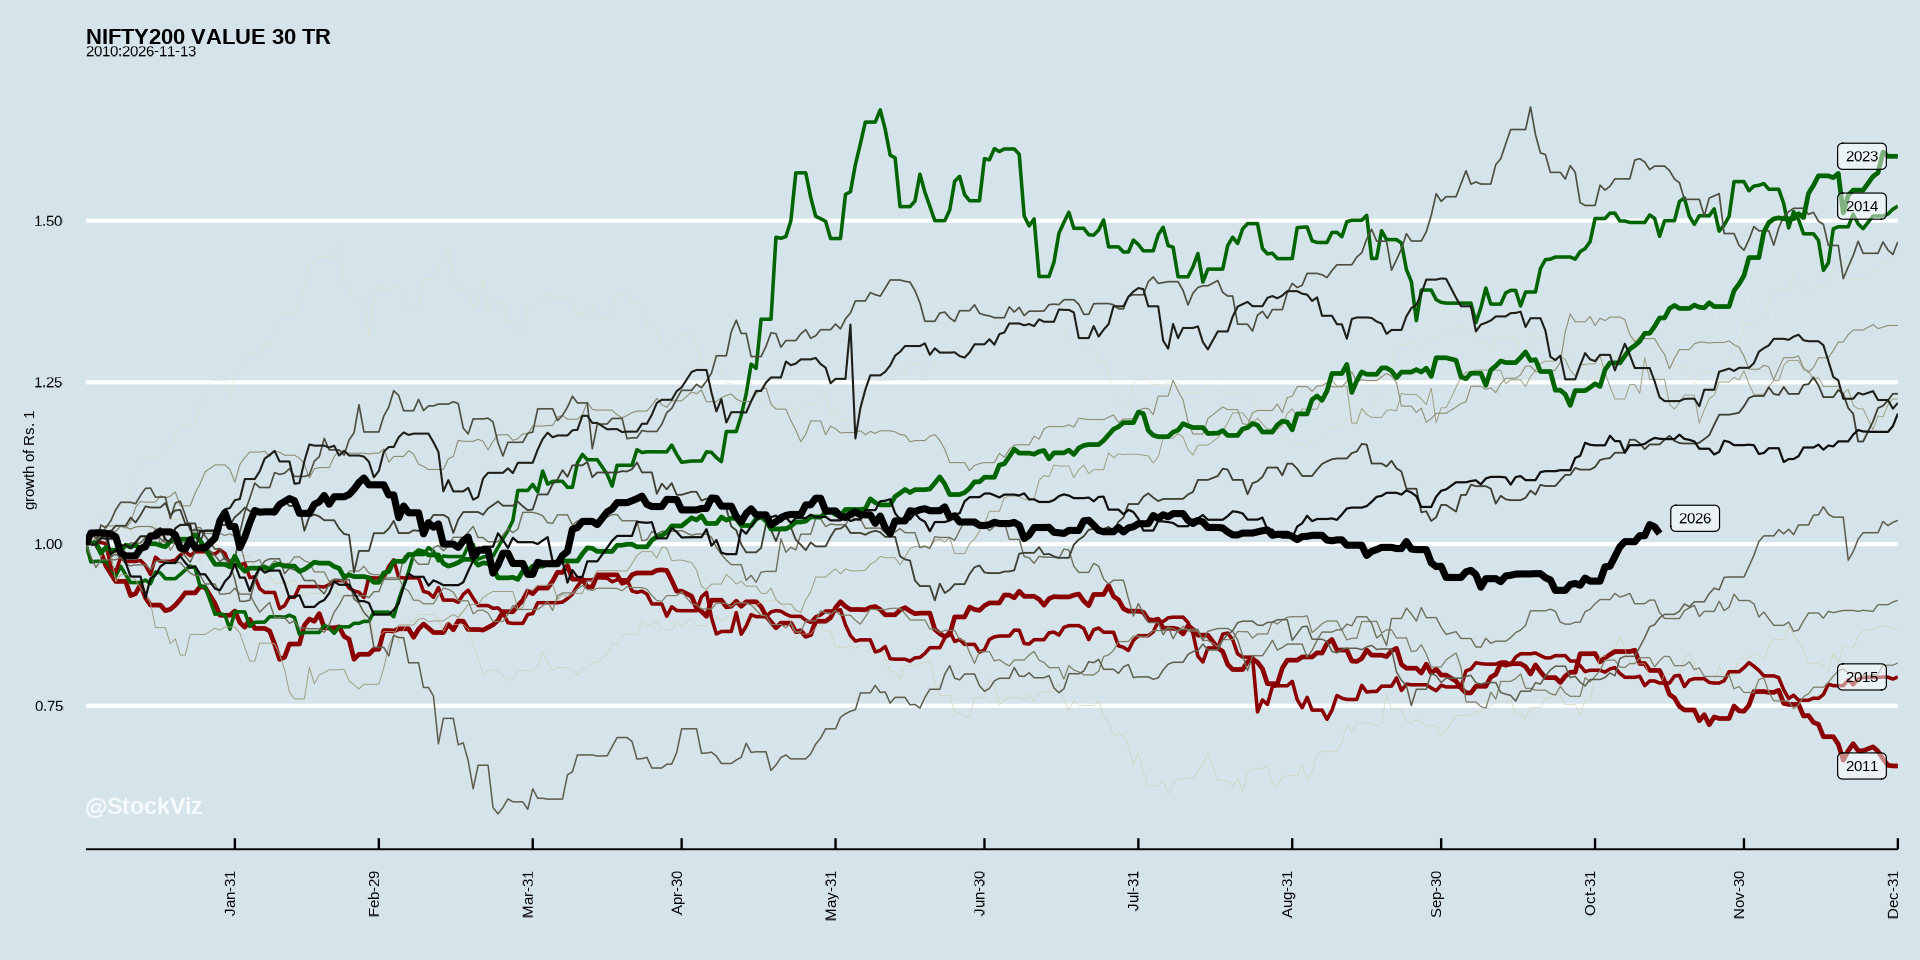 NIFTY200 VALUE 30 TR
2010:2026-11-13
growth of Rs. 1
1.50
1.25
1.00
0.75
2023
2014
2026
2015
2011
@StockViz
Jan-31
Feb-29
Mar-31
Apr-30
May-31
Jun-30
Jul-31
Aug-31
Sep-30
Oct-31
Nov-30
Dec-31